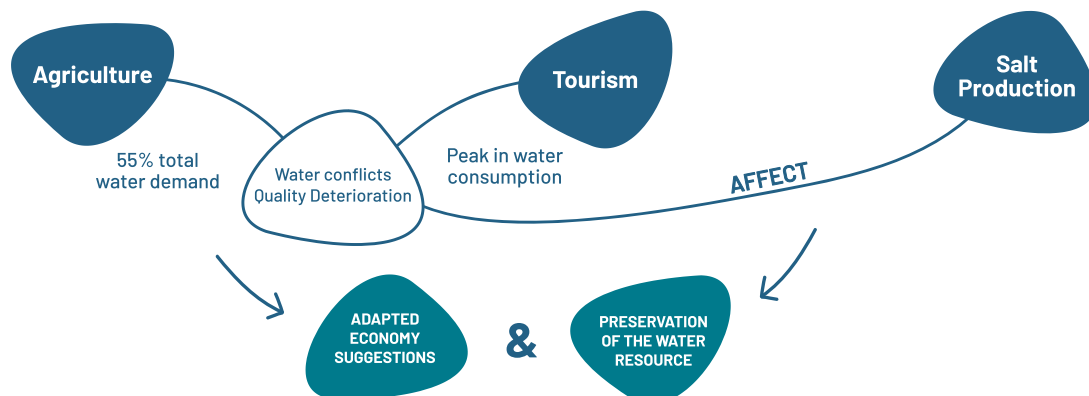 Agriculture
Tourism
Salt
Production
55% total
water demand
Water conflicts
Quality Deterioration
Peak in water
consumption
AFFECT
ADAPTED
ECONOMY
SUGGESTIONS
&
PRESERVATION
OF THE WATER
RESOURCE